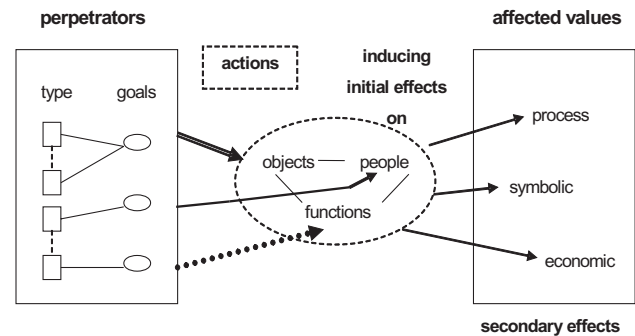 perpetrators
affected values
actions
inducing
initial effects
on
type goals
objects people
functions
process
symbolic
economic
secondary effects